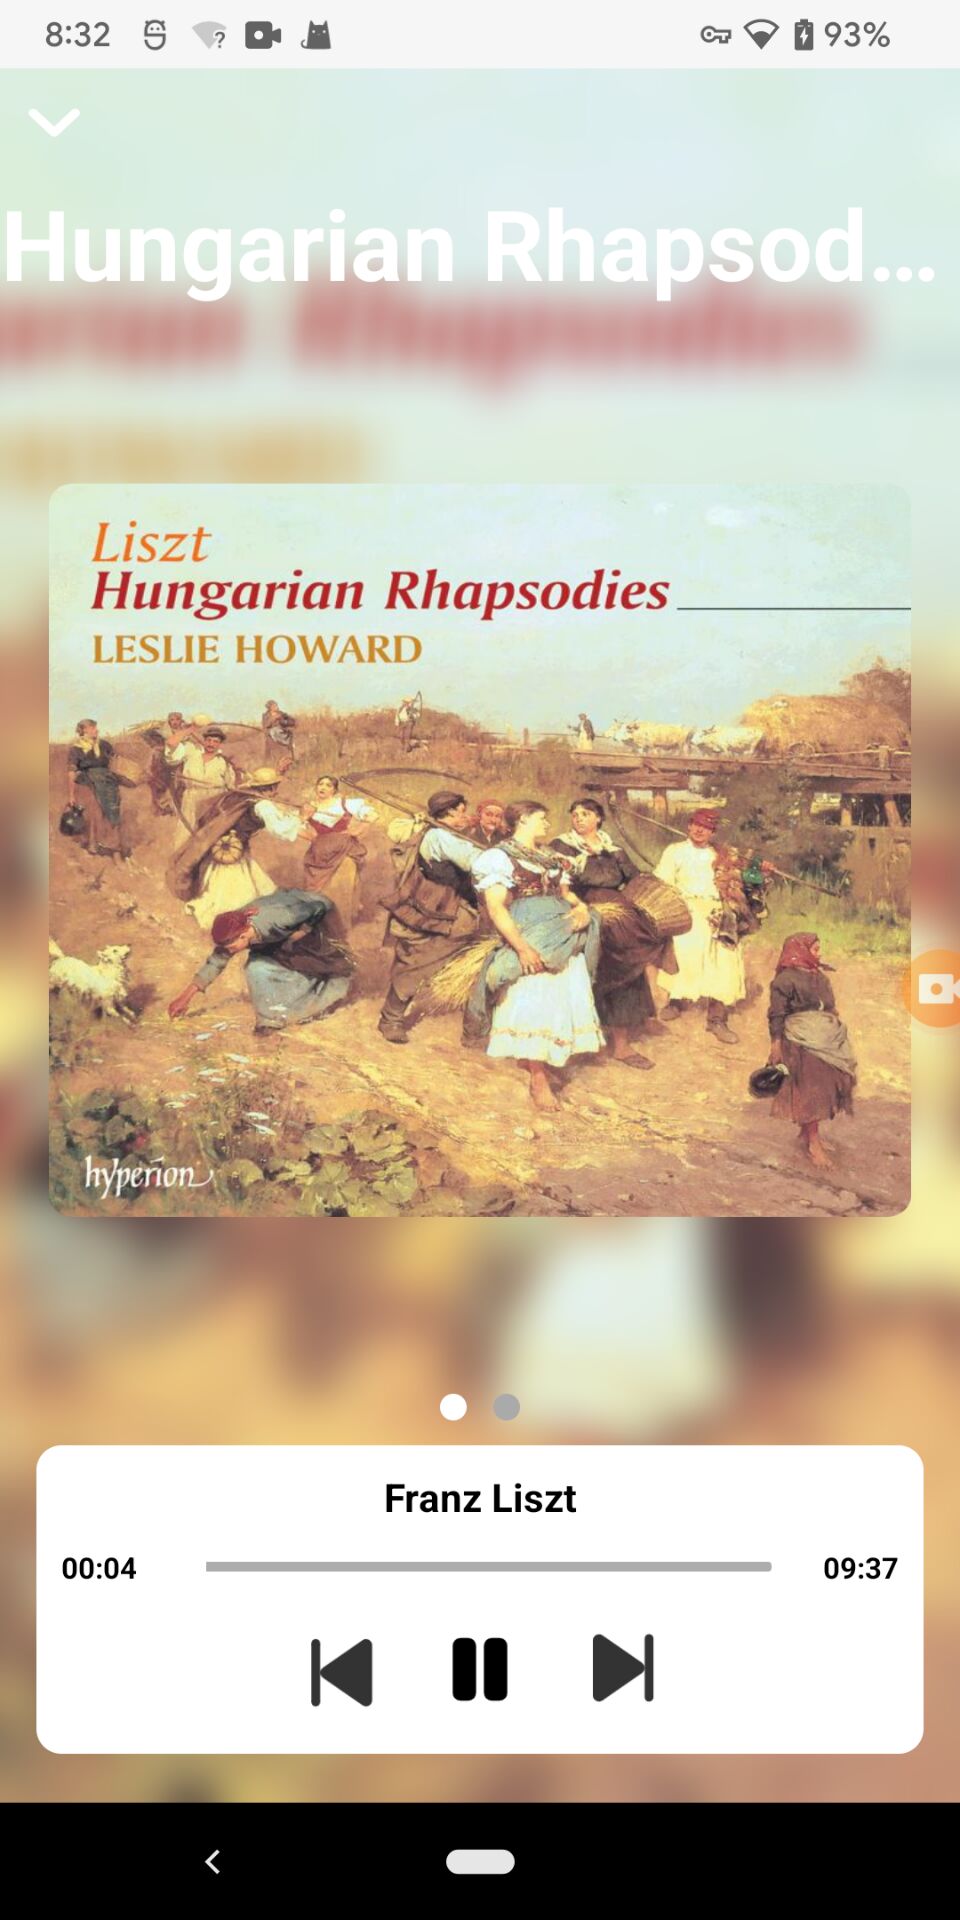 8:32
93%
Hungarian Rhapsod...
Liszt
Hungarian Rhapsodies
LESLIE HOWARD
hyperion
Franz Liszt
00:04
09:37